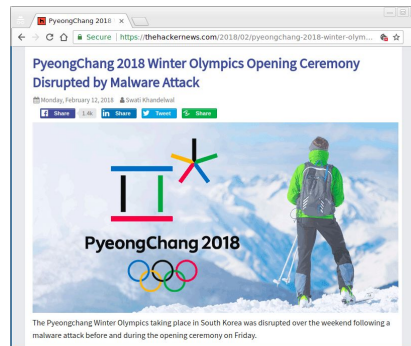 PyeongChang 2018
Secure https://thehackernews.com/2018/02/pyeongchang-2018-winter-olym...
PyeongChang 2018 Winter Olympics Opening Ceremony
Disrupted by Malware Attack
Monday, February 12, 2018 Swati Khandelwal
Share 1.4k Share Tweet Share
PyeongChang 2018
The Pyeongchang Winter Olympics taking place in South Korea was disrupted over the weekend following a
malware attack before and during the opening ceremony on Friday.